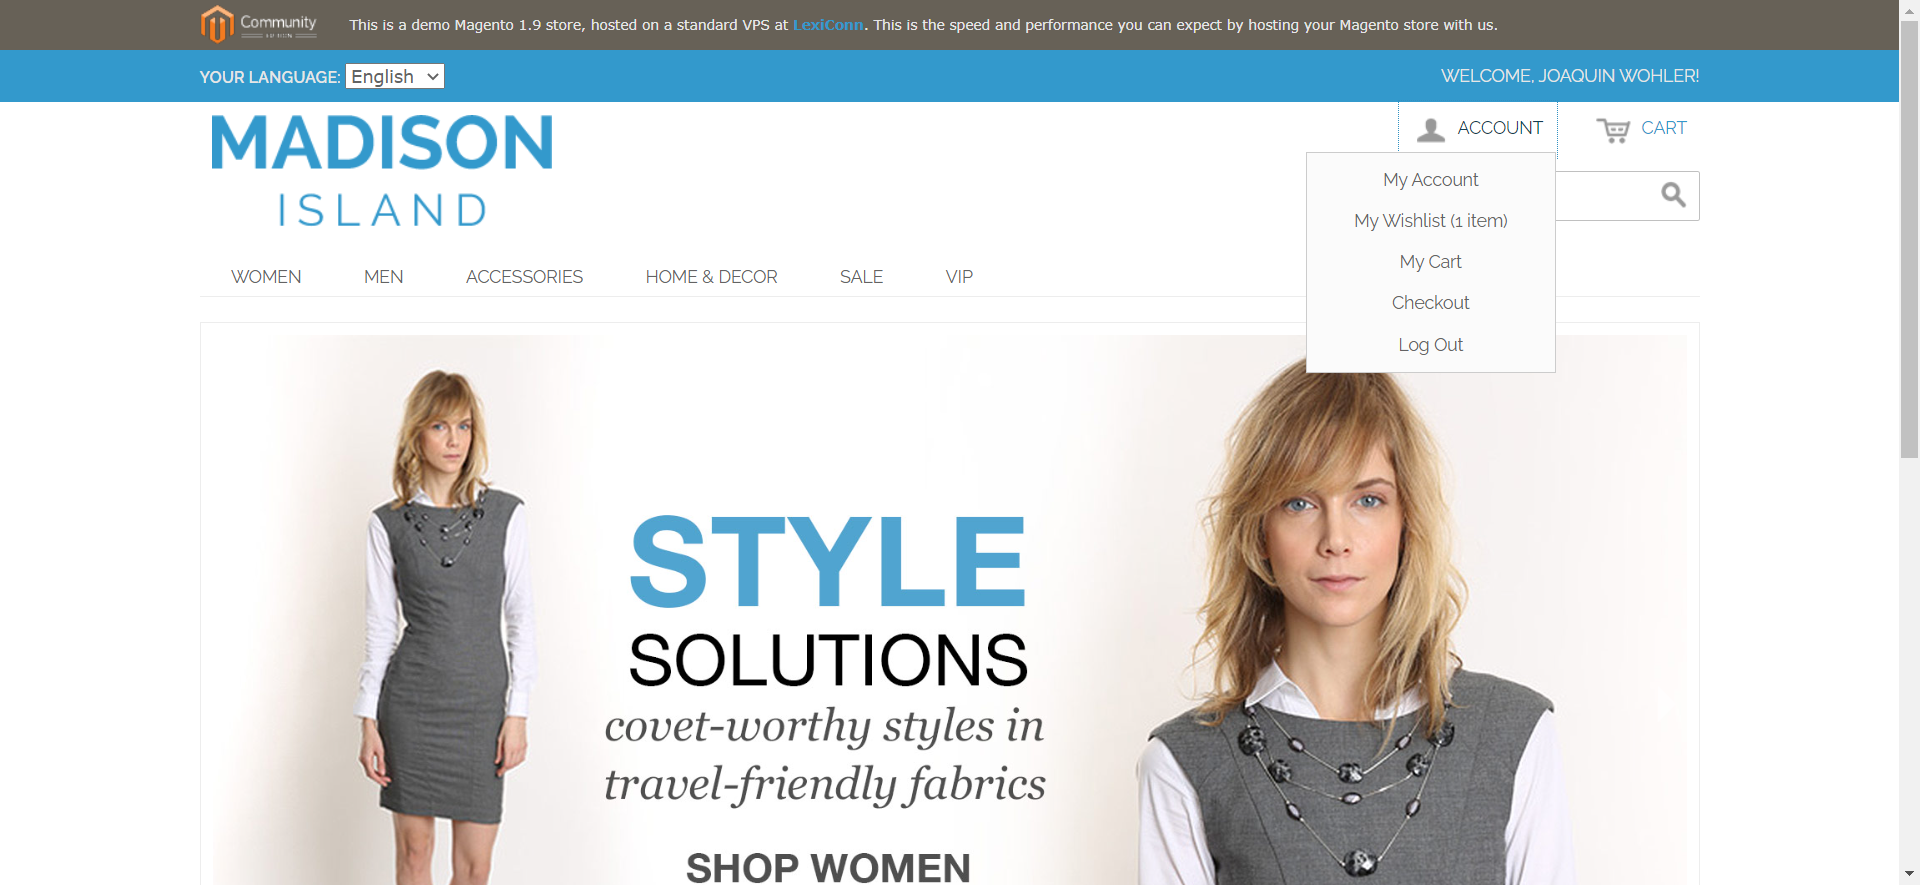 Community
This is a demo Magento 1.9 store, hosted on a standard VPS at LexiConn. This is the speed and performance you can expect by hosting your Magento store with us.
YOUR LANGUAGE: English
WELCOME, JOAQUIN WOHLER!
MADISON
ISLAND
ACCOUNT
CART
My Account
My Wishlist (1 item)
My Cart
Checkout
Log Out
WOMEN MEN ACCESSORIES HOME & DECOR SALE VIP
STYLE
SOLUTIONS
covet-worthy styles in
travel-friendly fabrics
SHOP WOMEN